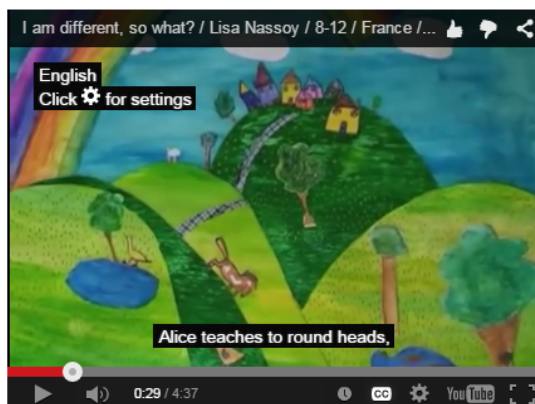 I am different, so what? / Lisa Nassoy / 8-12 / France /...
English
Click for settings
Alice teaches to round heads,
0:29 / 4:37
CC
YouTube